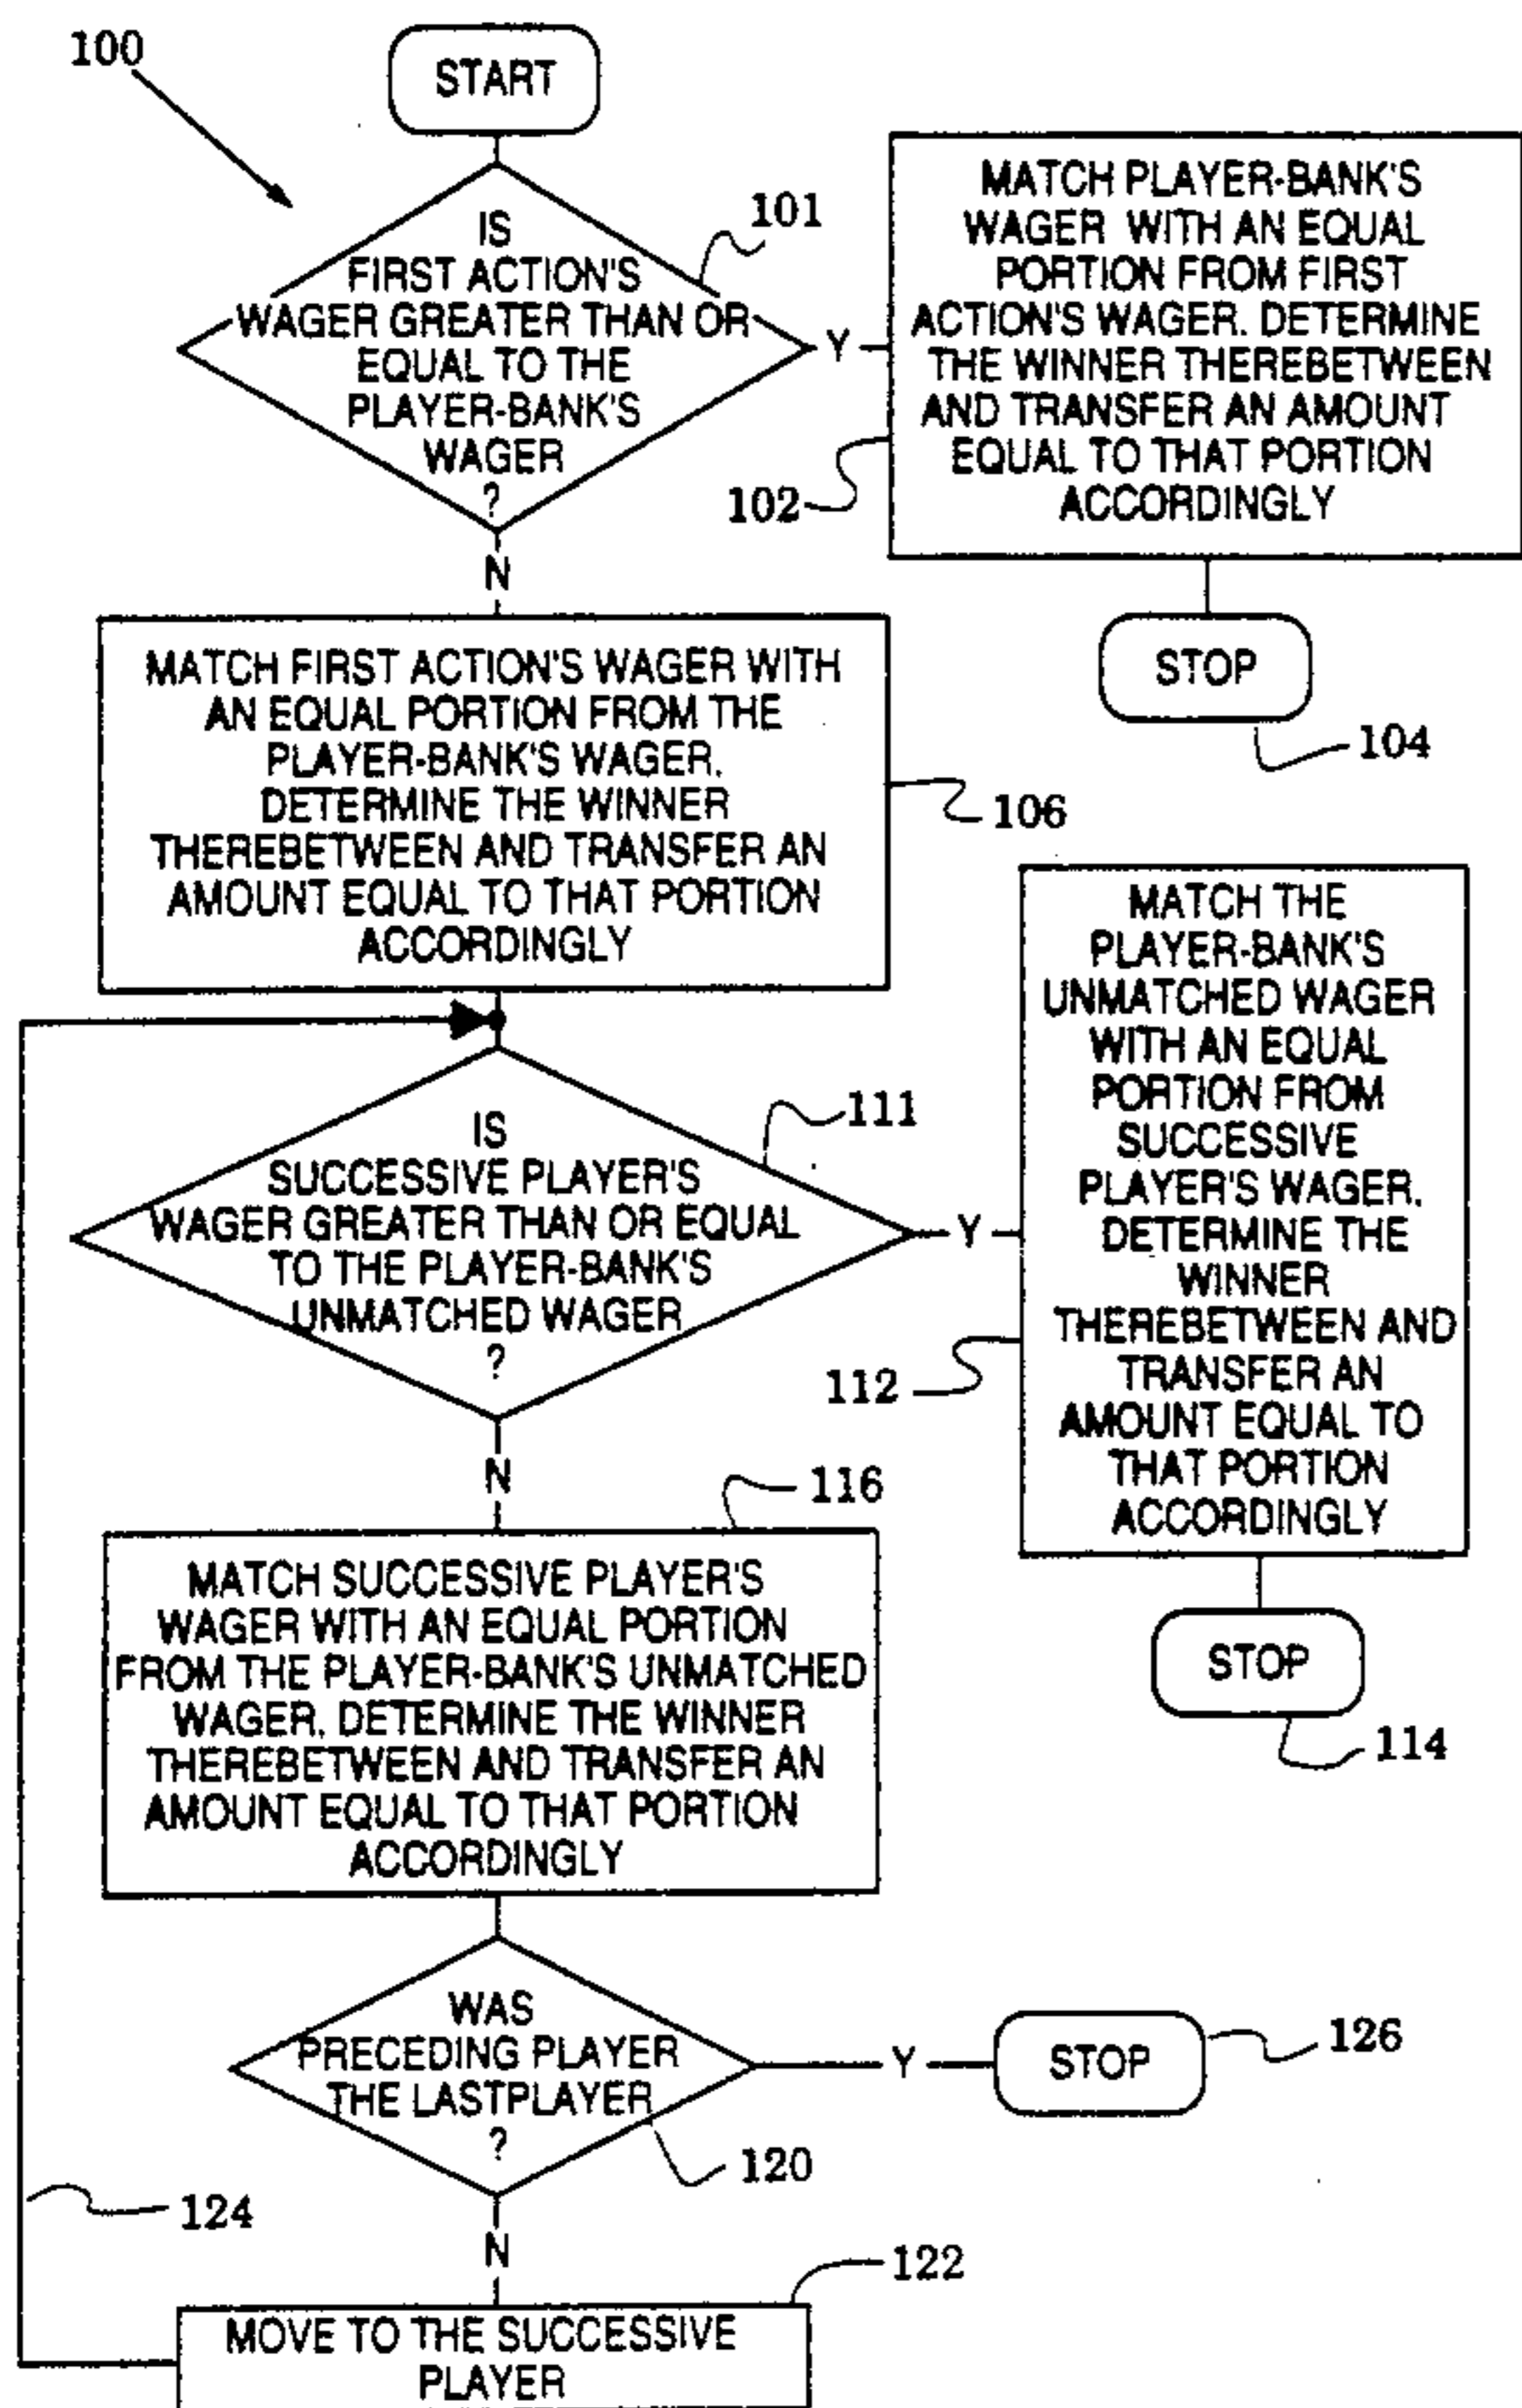 100
START
IS
FIRST ACTION'S
WAGER GREATER THAN OR
EQUAL TO THE
PLAYER-BANK'S
WAGER
?
101
Y
N
MATCH PLAYER-BANK'S
WAGER WITH AN EQUAL
PORTION FROM FIRST
ACTION'S WAGER. DETERMINE
THE WINNER THEREBETWEEN
AND TRANSFER AN AMOUNT
EQUAL TO THAT PORTION
ACCORDINGLY
102
STOP
104
MATCH FIRST ACTION'S WAGER WITH
AN EQUAL PORTION FROM THE
PLAYER-BANK'S WAGER.
DETERMINE THE WINNER
THEREBETWEEN AND TRANSFER AN
AMOUNT EQUAL TO THAT PORTION
ACCORDINGLY
106
IS
SUCCESSIVE PLAYER'S
WAGER GREATER THAN OR EQUAL
TO THE PLAYER-BANK'S
UNMATCHED WAGER
?
111
Y
N
MATCH THE
PLAYER-BANK'S
UNMATCHED WAGER
WITH AN EQUAL
PORTION FROM
SUCCESSIVE
PLAYER'S WAGER.
DETERMINE THE
WINNER
THEREBETWEEN AND
TRANSFER AN
AMOUNT EQUAL TO
THAT PORTION
ACCORDINGLY
112
STOP
114
116
MATCH SUCCESSIVE PLAYER'S
WAGER WITH AN EQUAL PORTION
FROM THE PLAYER-BANK'S UNMATCHED
WAGER. DETERMINE THE WINNER
THEREBETWEEN AND TRANSFER AN
AMOUNT EQUAL TO THAT PORTION
ACCORDINGLY
WAS
PRECEDING PLAYER
THE LASTPLAYER
?
120
Y
STOP
126
N
124
122
MOVE TO THE SUCCESSIVE
PLAYER